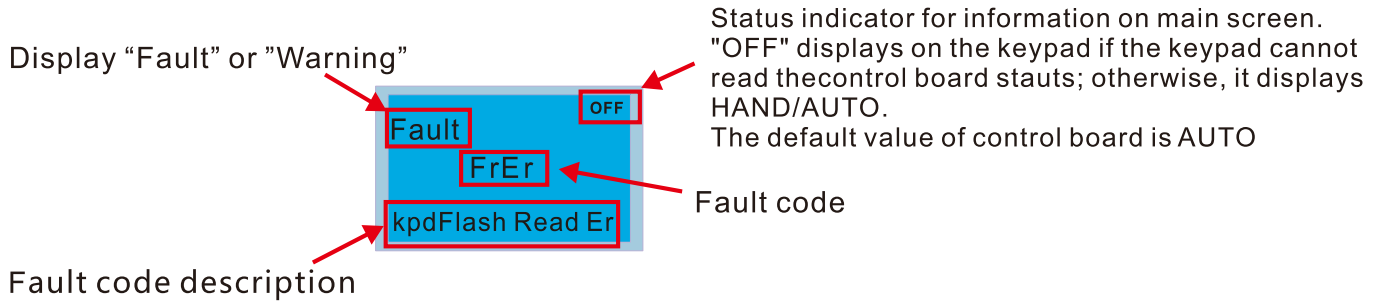 Display “Fault” or ”Warning”
Status indicator for information on main screen.
"OFF" displays on the keypad if the keypad cannot
read thecontrol board stauts; otherwise, it displays
HAND/AUTO.
The default value of control board is AUTO
OFF
Fault
FrEr
Fault code
kpdFlash Read Er
Fault code description